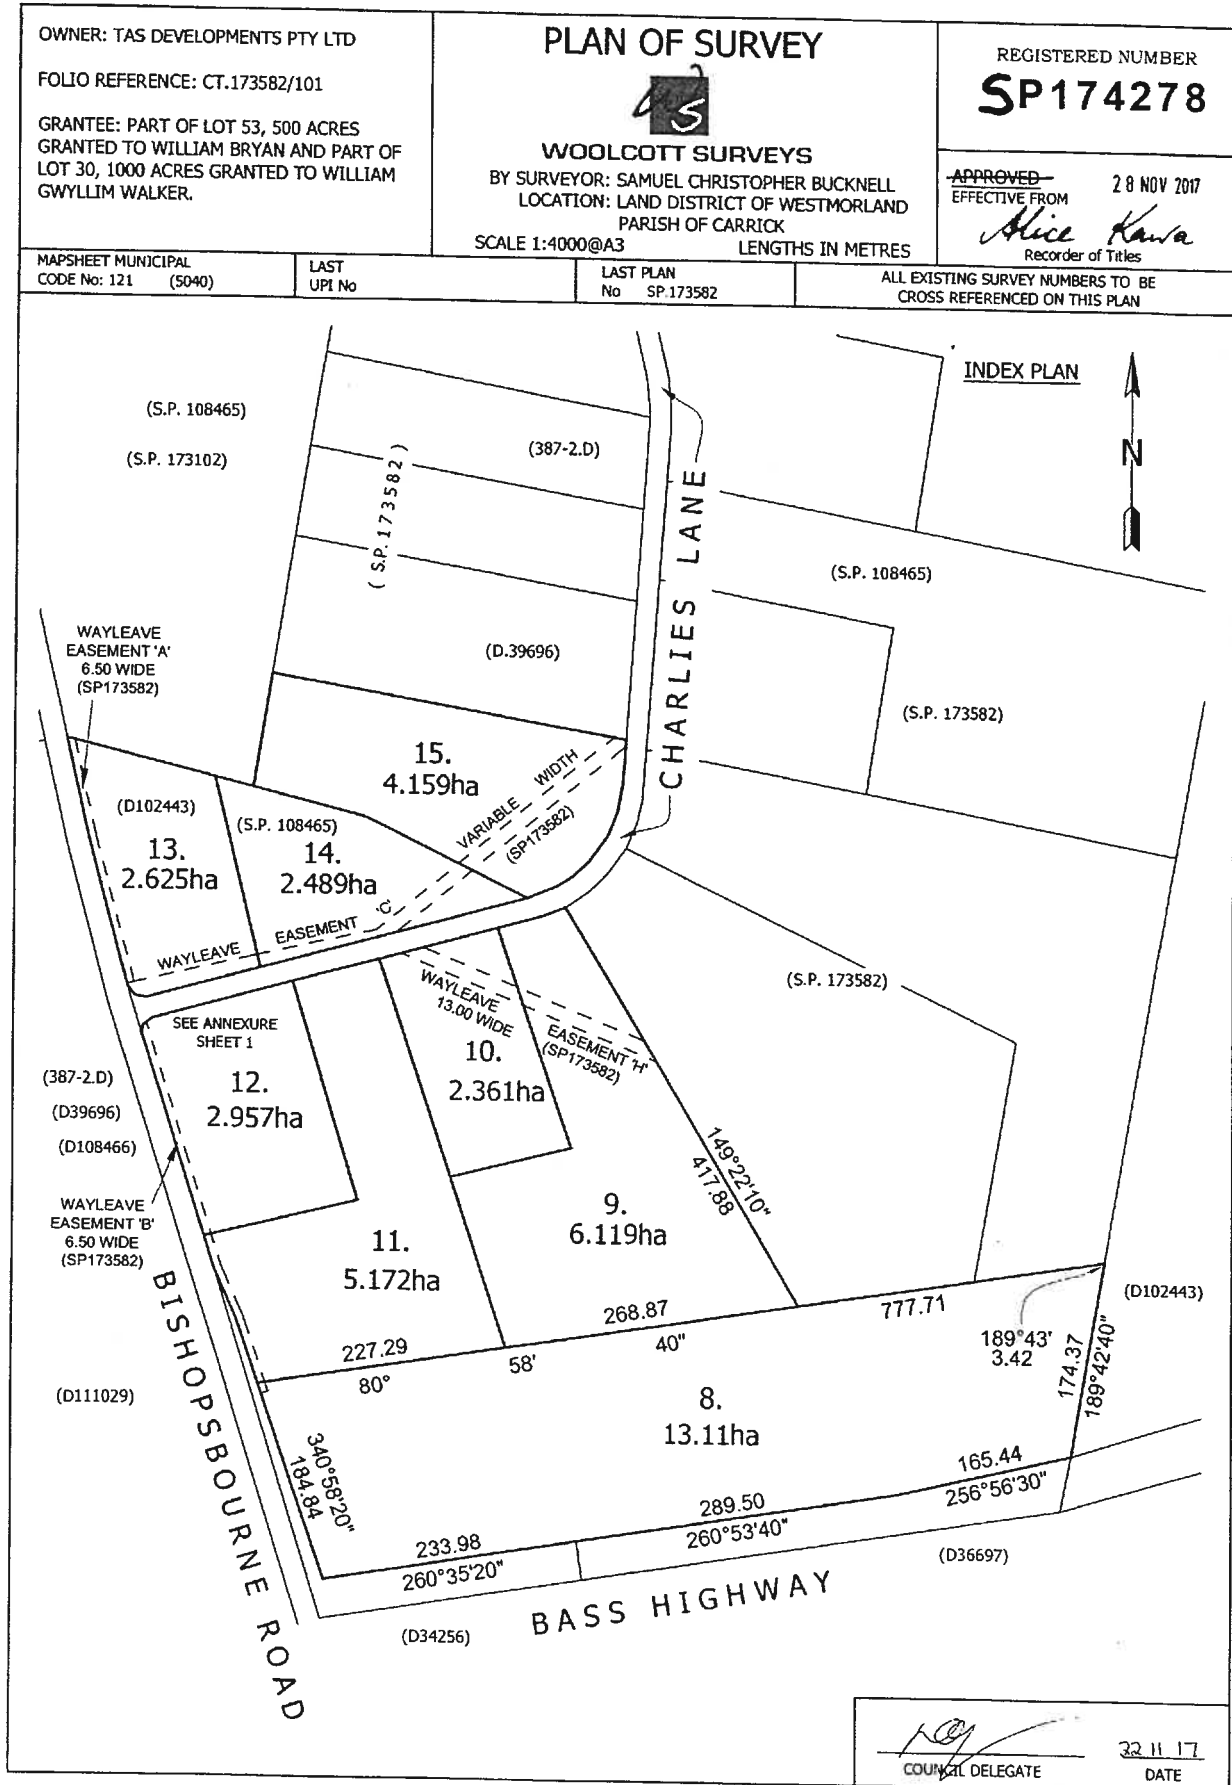 OWNER: TAS DEVELOPMENTS PTY LTD
FOLIO REFERENCE: CT.173582/101
GRANTEE: PART OF LOT 53, 500 ACRES
GRANTED TO WILLIAM BRYAN AND PART OF
LOT 30, 1000 ACRES GRANTED TO WILLIAM
GWYLLIM WALKER.
PLAN OF SURVEY
WOOLCOTT SURVEYS
BY SURVEYOR: SAMUEL CHRISTOPHER BUCKNELL
LOCATION: LAND DISTRICT OF WESTMORLAND
PARISH OF CARRICK
SCALE 1:4000@A3 LENGTHS IN METRES
REGISTERED NUMBER
SP174278
APPROVED
EFFECTIVE FROM
28 NOV 2017
Alice Kawa
Recorder of Titles
MAPSHEET MUNICIPAL
CODE No: 121 (5040)
LAST
UPI No
LAST PLAN
No SP.173582
ALL EXISTING SURVEY NUMBERS TO BE
CROSS REFERENCED ON THIS PLAN
INDEX PLAN
N
(S.P. 108465)
(S.P. 173102)
(S.P.173582)
(387-2.D)
CHARLIES LANE
(S.P. 108465)
(D.39696)
(S.P. 173582)
WAYLEAVE
EASEMENT 'A'
6.50 WIDE
(SP173582)
15.
4.159ha
VARIABLE WIDTH
(SP173582)
(D102443)
13.
2.625ha
(S.P. 108465)
14.
2.489ha
WAYLEAVE EASEMENT 'C'
(S.P. 173582)
WAYLEAVE
13.00 WIDE
EASEMENT 'H'
(SP173582)
SEE ANNEXURE
SHEET 1
12.
2.957ha
10.
2.361ha
(387-2.D)
(D39696)
(D108466)
WAYLEAVE
EASEMENT 'B'
6.50 WIDE
(SP173582)
149°22'10"
417.88
9.
6.119ha
11.
5.172ha
BISHOPSBOURNE ROAD
227.29
268.87
777.71
80° 58' 40"
189°43'
3.42
(D102443)
174.37
189°42'40"
(D111029)
8.
13.11ha
340°58'20"
184.84
233.98
260°35'20"
289.50
260°53'40"
165.44
256°56'30"
(D36697)
BASS HIGHWAY
(D34256)
COUNCIL DELEGATE
22 11 17
DATE